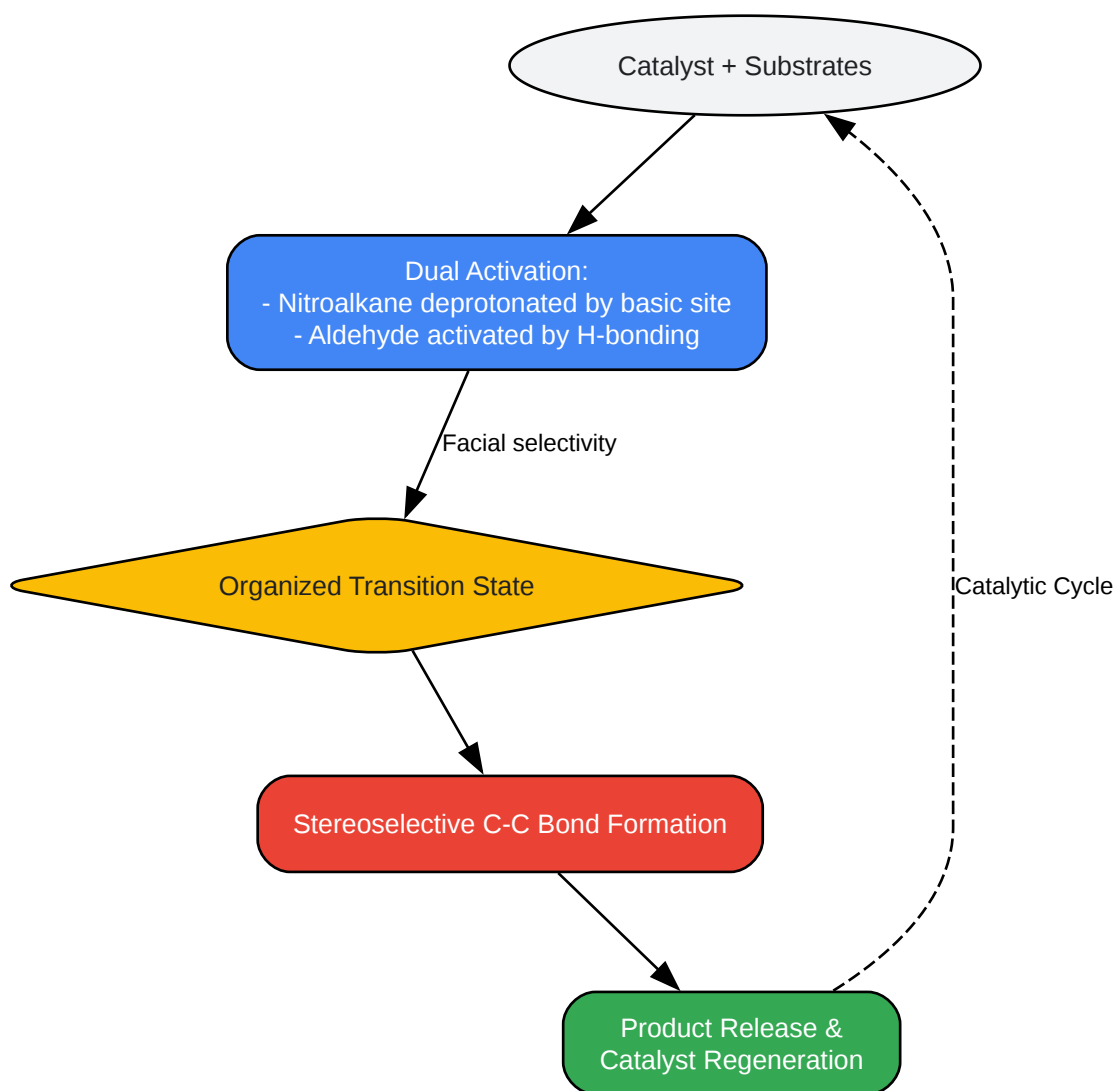 Catalyst + Substrates
Dual Activation:
- Nitroalkane deprotonated by basic site
- Aldehyde activated by H-bonding
Facial selectivity
Organized Transition State
Catalytic Cycle
Stereoselective C-C Bond Formation
Product Release &
Catalyst Regeneration